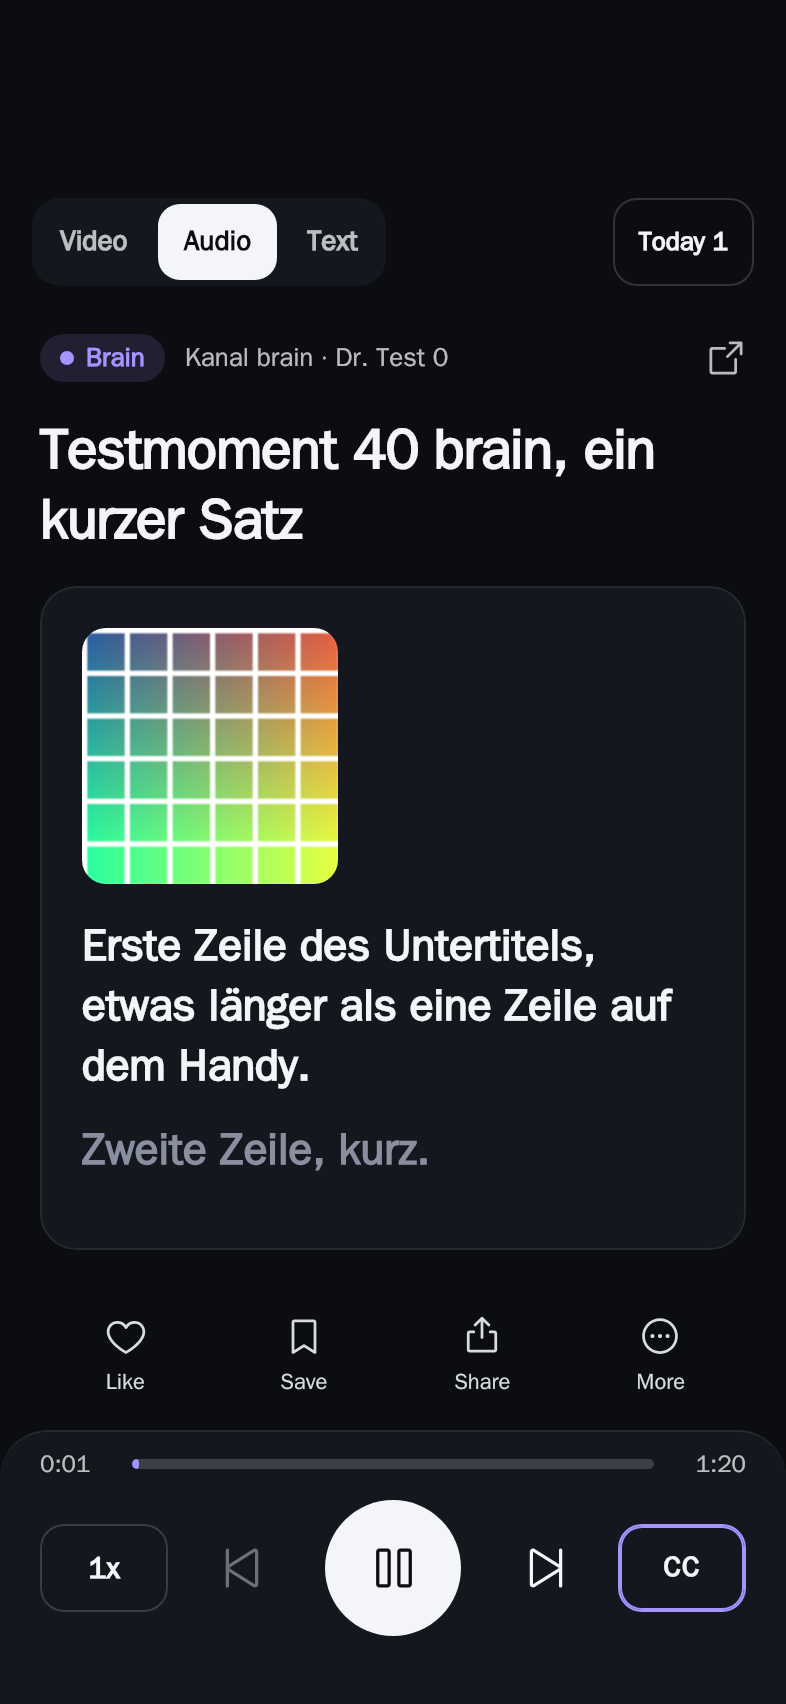 Video Audio Text Today 1
Brain Kanal brain · Dr. Test 0
Testmoment 40 brain, ein
kurzer Satz
Erste Zeile des Untertitels,
etwas länger als eine Zeile auf
dem Handy.
Zweite Zeile, kurz.
Like Save Share More
0:01 1:20
1x CC